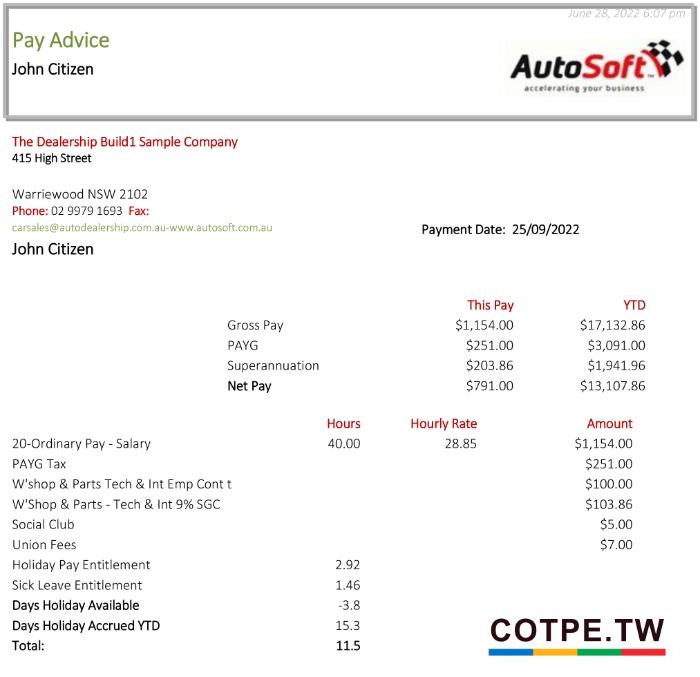 June 28, 2022 6:07 pm
Pay Advice
John Citizen
AutoSoft™
accelerating your business
The Dealership Build1 Sample Company
415 High Street
Warriewood NSW 2102
Phone: 02 9979 1693 Fax:
carsales@autodealership.com.au-www.autosoft.com.au
Payment Date: 25/09/2022
John Citizen
This Pay YTD
Gross Pay $1,154.00 $17,132.86
PAYG $251.00 $3,091.00
Superannuation $203.86 $1,941.96
Net Pay $791.00 $13,107.86
Hours Hourly Rate Amount
20-Ordinary Pay - Salary 40.00 28.85 $1,154.00
PAYG Tax $251.00
W'shop & Parts Tech & Int Emp Cont t $100.00
W'Shop & Parts - Tech & Int 9% SGC $103.86
Social Club $5.00
Union Fees $7.00
Holiday Pay Entitlement 2.92
Sick Leave Entitlement 1.46
Days Holiday Available -3.8
Days Holiday Accrued YTD 15.3
Total: 11.5
COTPE.TW